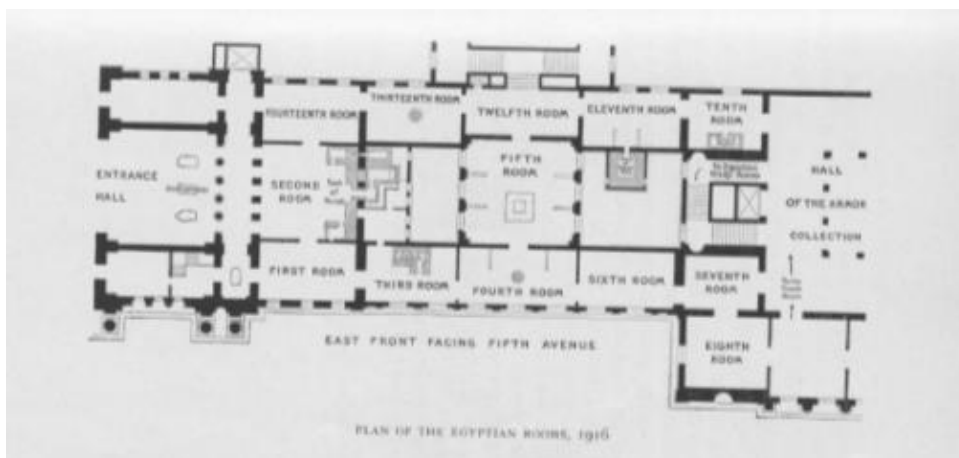 THIRTEENTH ROOM
FOURTEENTH ROOM
TWELFTH ROOM
ELEVENTH ROOM
TENTH
ROOM
ENTRANCE
HALL
SECOND
ROOM
FIFTH
ROOM
HALL
OF THE ARMOR
COLLECTION
FIRST ROOM
THIRD ROOM
FOURTH ROOM
SIXTH ROOM
SEVENTH
ROOM
EIGHTH
ROOM
EAST FRONT FACING FIFTH AVENUE
PLAN OF THE EGYPTIAN ROOMS, 1916